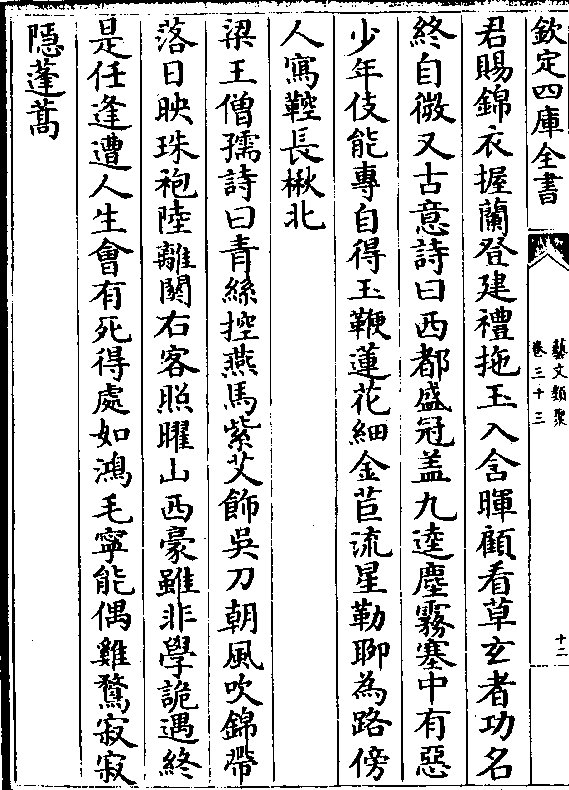 欽定四庫全書
藝文類聚
卷三十三
十二
君賜錦衣握蘭登建禮拖玉入含暉顧看草玄者功名
終自微又古意詩曰西都盛冠盖九逵塵霧塞中有惡
少年伎能專自得玉鞭蓮花細金苣流星勒聊為路傍
人寫鞚長楸北
梁王僧孺詩曰青絲控燕馬紫艾飾吳刀朝風吹錦帶
落日映珠袍陸離關右客照曜山西豪雖非學詭遇終
是任逢遭人生會有死得處如鴻毛寧能偶雞鶩寂寂
隠蓬蒿